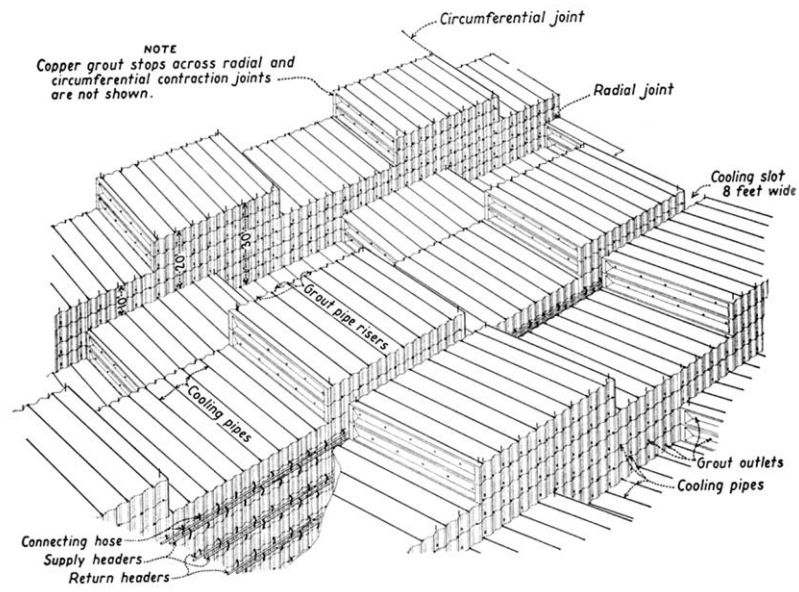 Circumferential joint
NOTE
Copper grout stops across radial and
circumferential contraction joints
are not shown.
Radial joint
Cooling slot
8 feet wide
10'
20'
30'
Grout pipe risers
Cooling pipes
Grout outlets
Cooling pipes
Connecting hose
Supply headers
Return headers